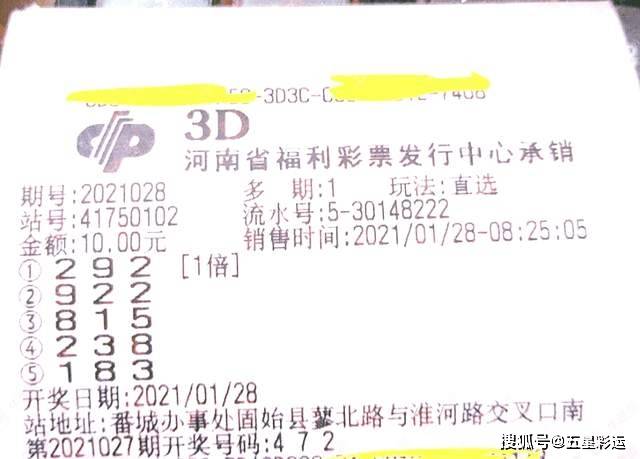 -3D3C-
3D
河南省福利彩票发行中心承销
期号:2021028 多 期:1 玩法:直选
站号:41750102 流水号:5-30148222
金额:10.00元 销售时间:2021/01/28-08:25:05
① 2 9 2 [1倍]
② 9 2 2
③ 8 1 5
④ 2 3 8
⑤ 1 8 3
开奖日期:2021/01/28
站地址:番城办事处固始县蓼北路与淮河路交叉口南
第2021027期开奖号码:4 7 2
搜狐号@五星彩运